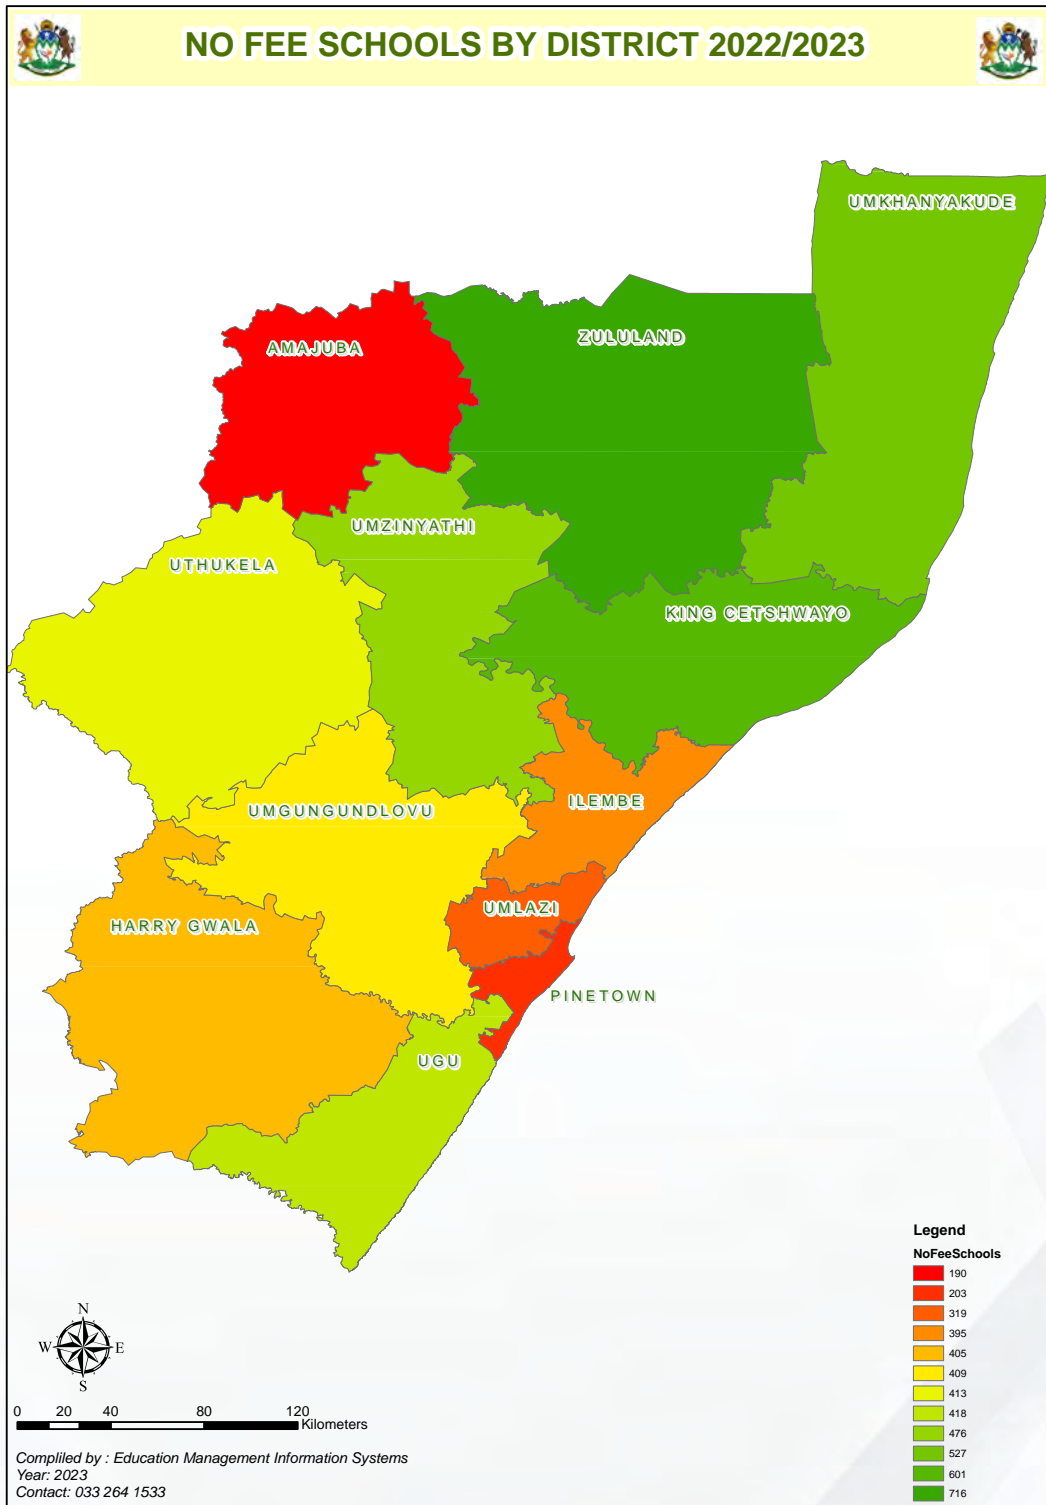 NO FEE SCHOOLS BY DISTRICT 2022/2023
UMKHANYAKUDE
ZULULAND
AMAJUBA
UMZINYATHI
UTHUKELA
KING CETSHWAYO
ILEMBE
UMGUNGUNDLOVU
UMLAZI
HARRY GWALA
PINETOWN
UGU
Legend
NoFeeSchools
190
203
319
395
405
409
413
418
476
527
601
716
N
W E
S
0 20 40 80 120
Kilometers
Compliled by : Education Management Information Systems
Year: 2023
Contact: 033 264 1533